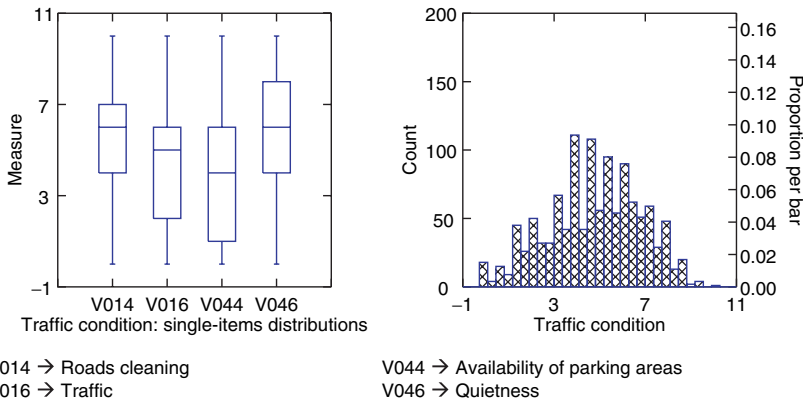 11
7
3
−1
Measure
V014 V016 V044 V046
Traffic condition: single-items distributions
200
150
100
50
0
Count
0.16
0.14
0.12
0.10
0.08
0.06
0.04
0.02
0.00
Proportion per bar
−1 3 7 11
Traffic condition
014 → Roads cleaning
016 → Traffic
V044 → Availability of parking areas
V046 → Quietness